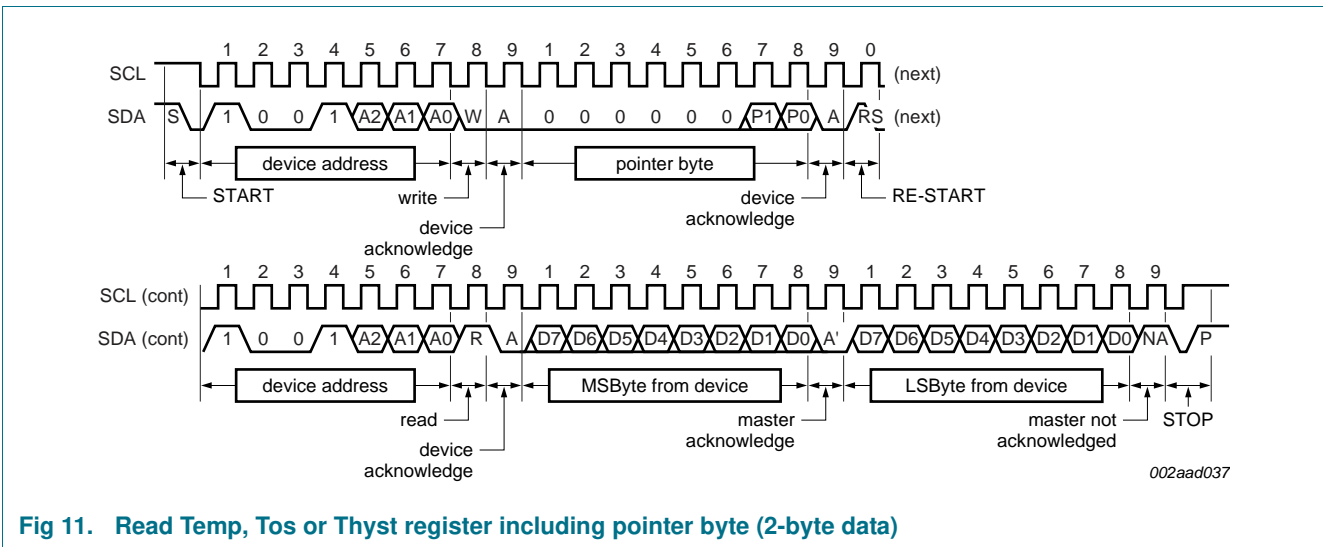 1 2 3 4 5 6 7 8 9 1 2 3 4 5 6 7 8 9 0
SCL (next)
SDA S 1 0 0 1 A2 A1 A0 W A 0 0 0 0 0 0 P1 P0 A RS (next)
device address pointer byte
START write device RE-START
acknowledge
device
acknowledge
1 2 3 4 5 6 7 8 9 1 2 3 4 5 6 7 8 9 1 2 3 4 5 6 7 8 9
SCL (cont)
SDA (cont) 1 0 0 1 A2 A1 A0 R A D7 D6 D5 D4 D3 D2 D1 D0 A' D7 D6 D5 D4 D3 D2 D1 D0 NA P
device address MSByte from device LSByte from device
read master master not STOP
acknowledge acknowledged
device
acknowledge
002aad037
Fig 11. Read Temp, Tos or Thyst register including pointer byte (2-byte data)